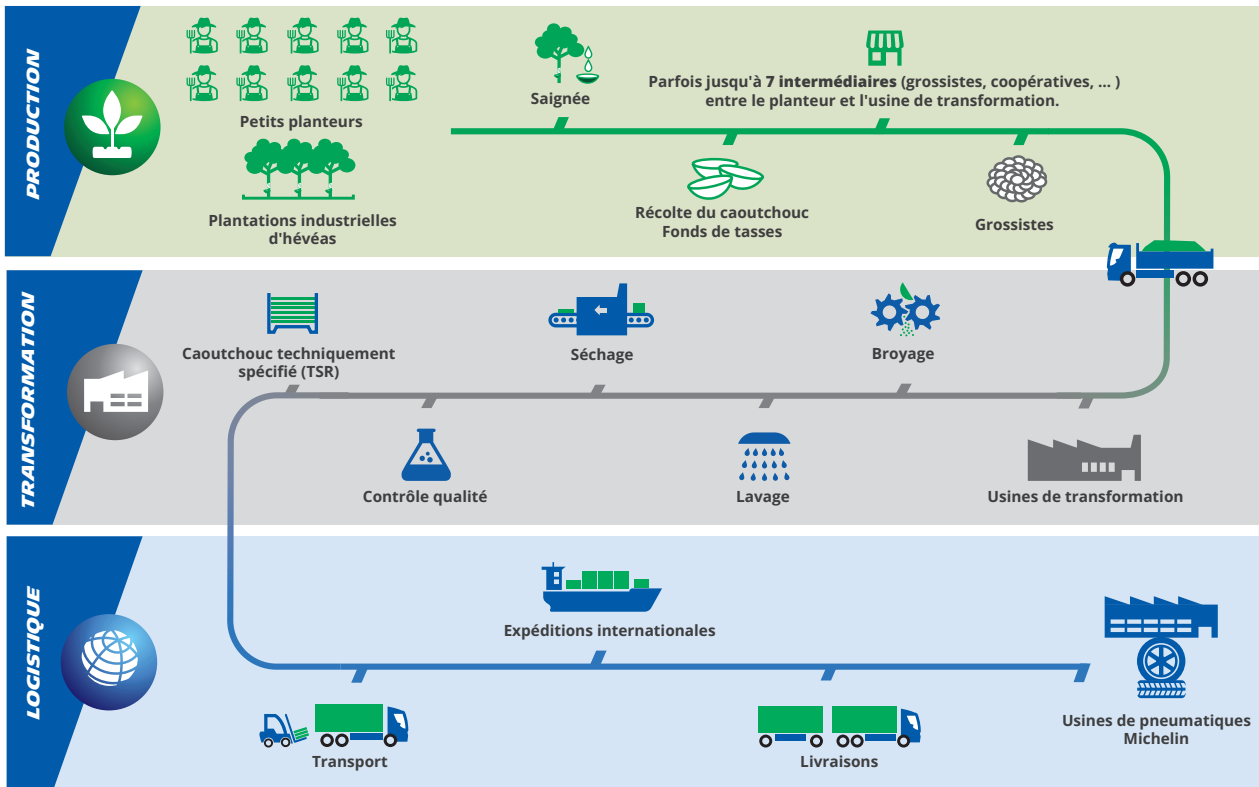 PRODUCTION
Petits planteurs
Plantations industrielles
d'hévéas
Saignée
Récolte du caoutchouc
Fonds de tasses
Parfois jusqu'à 7 intermédiaires (grossistes, coopératives, ... )
entre le planteur et l'usine de transformation.
Grossistes
TRANSFORMATION
Usines de transformation
Broyage
Lavage
Séchage
Contrôle qualité
Caoutchouc techniquement
spécifié (TSR)
LOGISTIQUE
Transport
Expéditions internationales
Livraisons
Usines de pneumatiques
Michelin